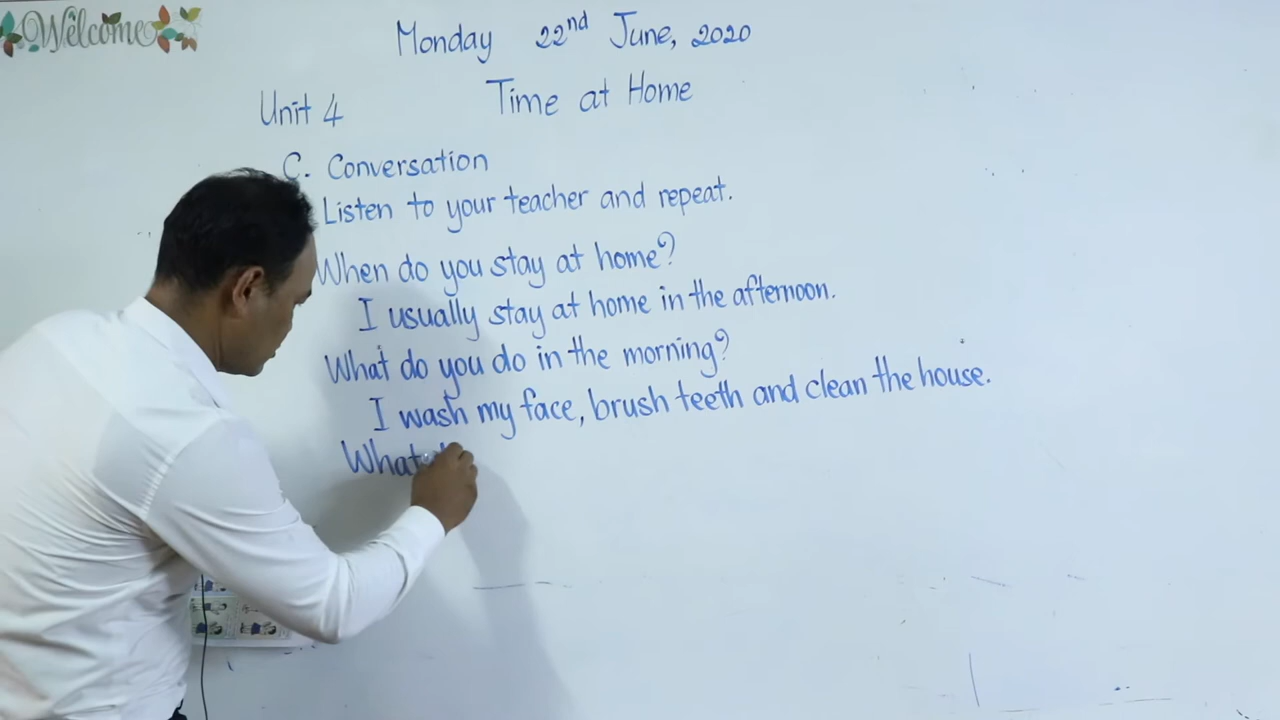 Welcome
Monday 22nd June, 2020
Unit 4 Time at Home
C. Conversation
Listen to your teacher and repeat.
When do you stay at home?
I usually stay at home in the afternoon.
What do you do in the morning?
I wash my face, brush teeth and clean the house.
What